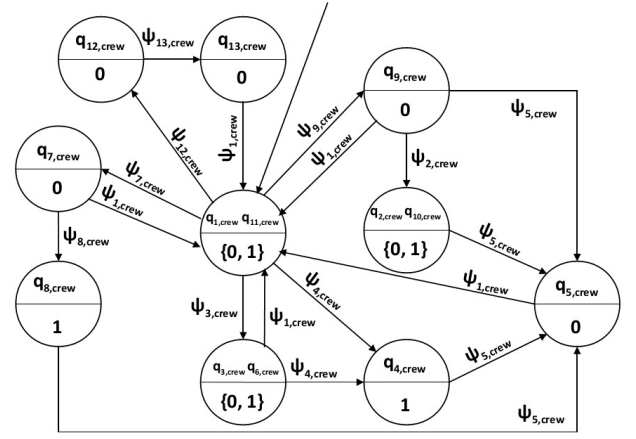 q12,crew
0
ψ13,crew
q13,crew
0
q9,crew
0
ψ5,crew
ψ9,crew
ψ1,crew
ψ12,crew
ψ1,crew
ψ2,crew
q7,crew
0
ψ7,crew
ψ1,crew
q1,crew q11,crew
{0, 1}
q2,crew q10,crew
{0, 1}
ψ5,crew
ψ8,crew
q8,crew
1
ψ1,crew
q5,crew
0
ψ3,crew
ψ1,crew
ψ4,crew
q3,crew q6,crew
{0, 1}
ψ4,crew
q4,crew
1
ψ5,crew
ψ5,crew